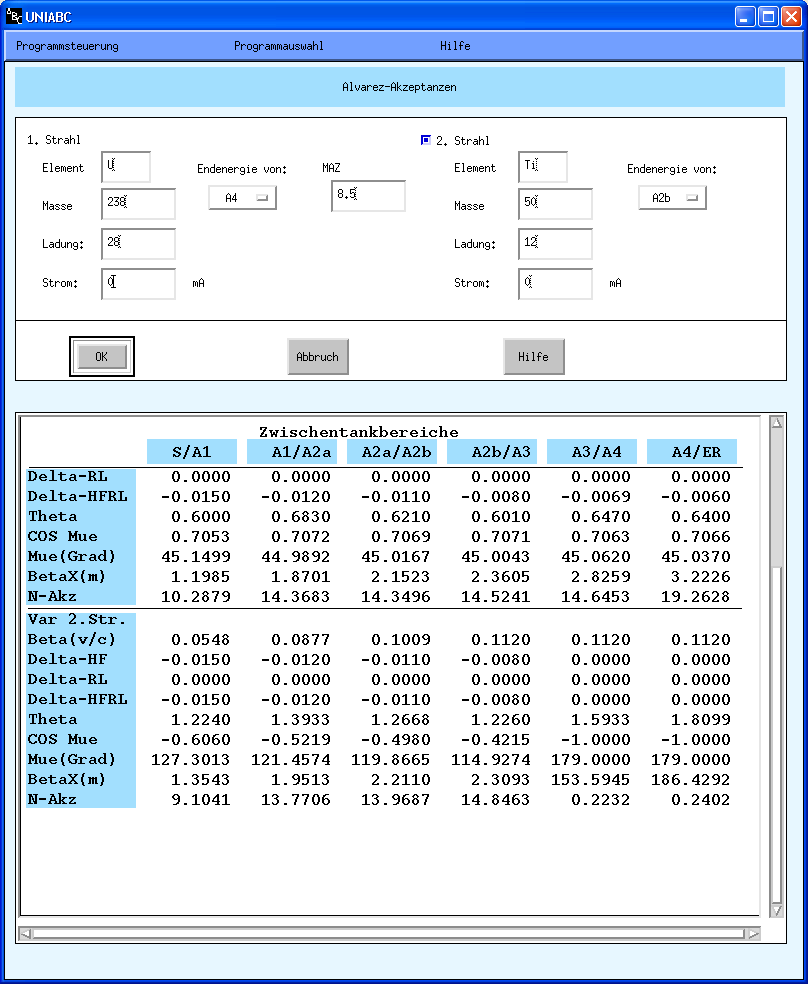 UNIABC
Programmsteuerung Programmauswahl Hilfe
Alvarez-Akzeptanzen
1. Strahl 2. Strahl
Element U Endenergie von: MAZ Element Ti Endenergie von:
Masse 238 A4 8.5 Masse 50 A2b
Ladung: 28 Ladung: 12
Strom: 0 mA Strom: 0 mA
OK Abbruch Hilfe
Zwischentankbereiche
S/A1 A1/A2a A2a/A2b A2b/A3 A3/A4 A4/ER
Delta-RL 0.0000 0.0000 0.0000 0.0000 0.0000 0.0000
Delta-HFRL -0.0150 -0.0120 -0.0110 -0.0080 -0.0069 -0.0060
Theta 0.6000 0.6830 0.6210 0.6010 0.6470 0.6400
COS Mue 0.7053 0.7072 0.7069 0.7071 0.7063 0.7066
Mue(Grad) 45.1499 44.9892 45.0167 45.0043 45.0620 45.0370
BetaX(m) 1.1985 1.8701 2.1523 2.3605 2.8259 3.2226
N-Akz 10.2879 14.3683 14.3496 14.5241 14.6453 19.2628
Var 2.Str.
Beta(v/c) 0.0548 0.0877 0.1009 0.1120 0.1120 0.1120
Delta-HF -0.0150 -0.0120 -0.0110 -0.0080 0.0000 0.0000
Delta-RL 0.0000 0.0000 0.0000 0.0000 0.0000 0.0000
Delta-HFRL -0.0150 -0.0120 -0.0110 -0.0080 0.0000 0.0000
Theta 1.2240 1.3933 1.2668 1.2260 1.5933 1.8099
COS Mue -0.6060 -0.5219 -0.4980 -0.4215 -1.0000 -1.0000
Mue(Grad) 127.3013 121.4574 119.8665 114.9274 179.0000 179.0000
BetaX(m) 1.3543 1.9513 2.2110 2.3093 153.5945 186.4292
N-Akz 9.1041 13.7706 13.9687 14.8463 0.2232 0.2402